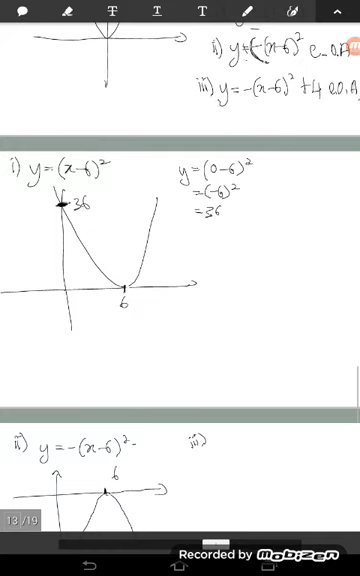 ii) y=-(x-6)² e.O.A
iii) y=-(x-6)²+4 e.O.A
i) y=(x-6)²
y=(0-6)²
=(-6)²
=36
36
6
ii) y=-(x-6)²-
iii)
6
13 /19
Recorded by mobizen